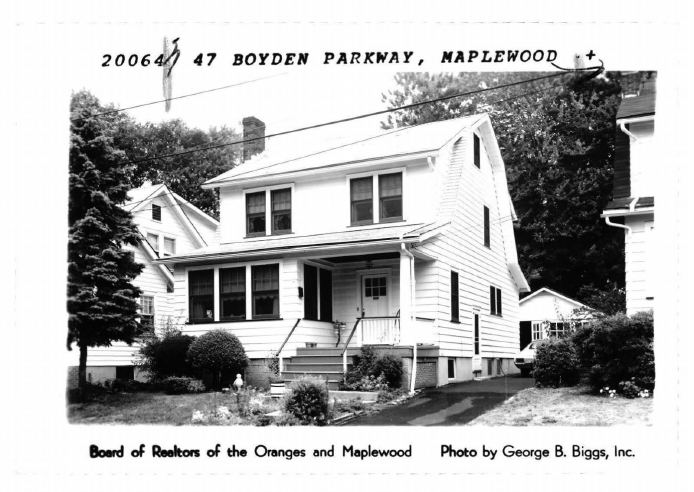 20064 47 BOYDEN PARKWAY, MAPLEWOOD +
Board of Realtors of the Oranges and Maplewood Photo by George B. Biggs, Inc.